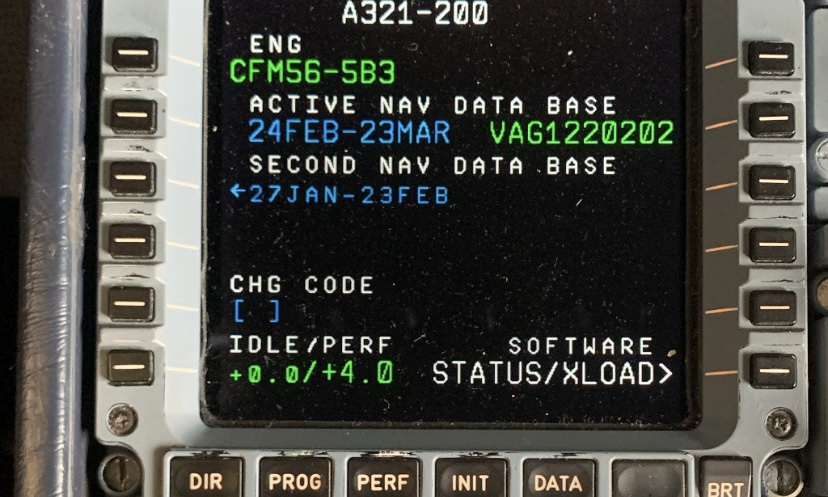 A321-200
ENG
CFM56-5B3
ACTIVE NAV DATA BASE
24FEB-23MAR VAG1220202
SECOND NAV DATA BASE
←27JAN-23FEB
CHG CODE
[ ]
IDLE/PERF SOFTWARE
+0.0/+4.0 STATUS/XLOAD>
DIR PROG PERF INIT DATA BRT